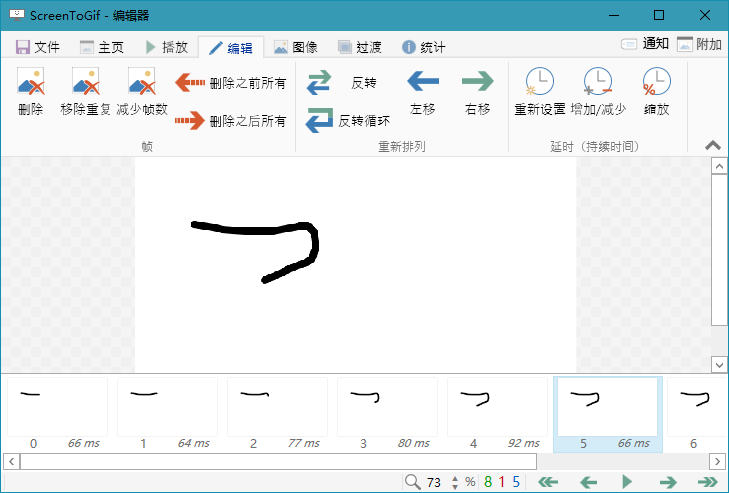 ScreenToGif - 编辑器
文件 主页 播放 编辑 图像 过渡 统计 通知 附加
删除 移除重复 减少帧数 删除之前所有 反转 左移 右移 重新设置 增加/减少 缩放
删除之后所有 反转循环
帧 重新排列 延时（持续时间）
0 66 ms 1 64 ms 2 77 ms 3 80 ms 4 92 ms 5 66 ms 6
73 % 8 1 5